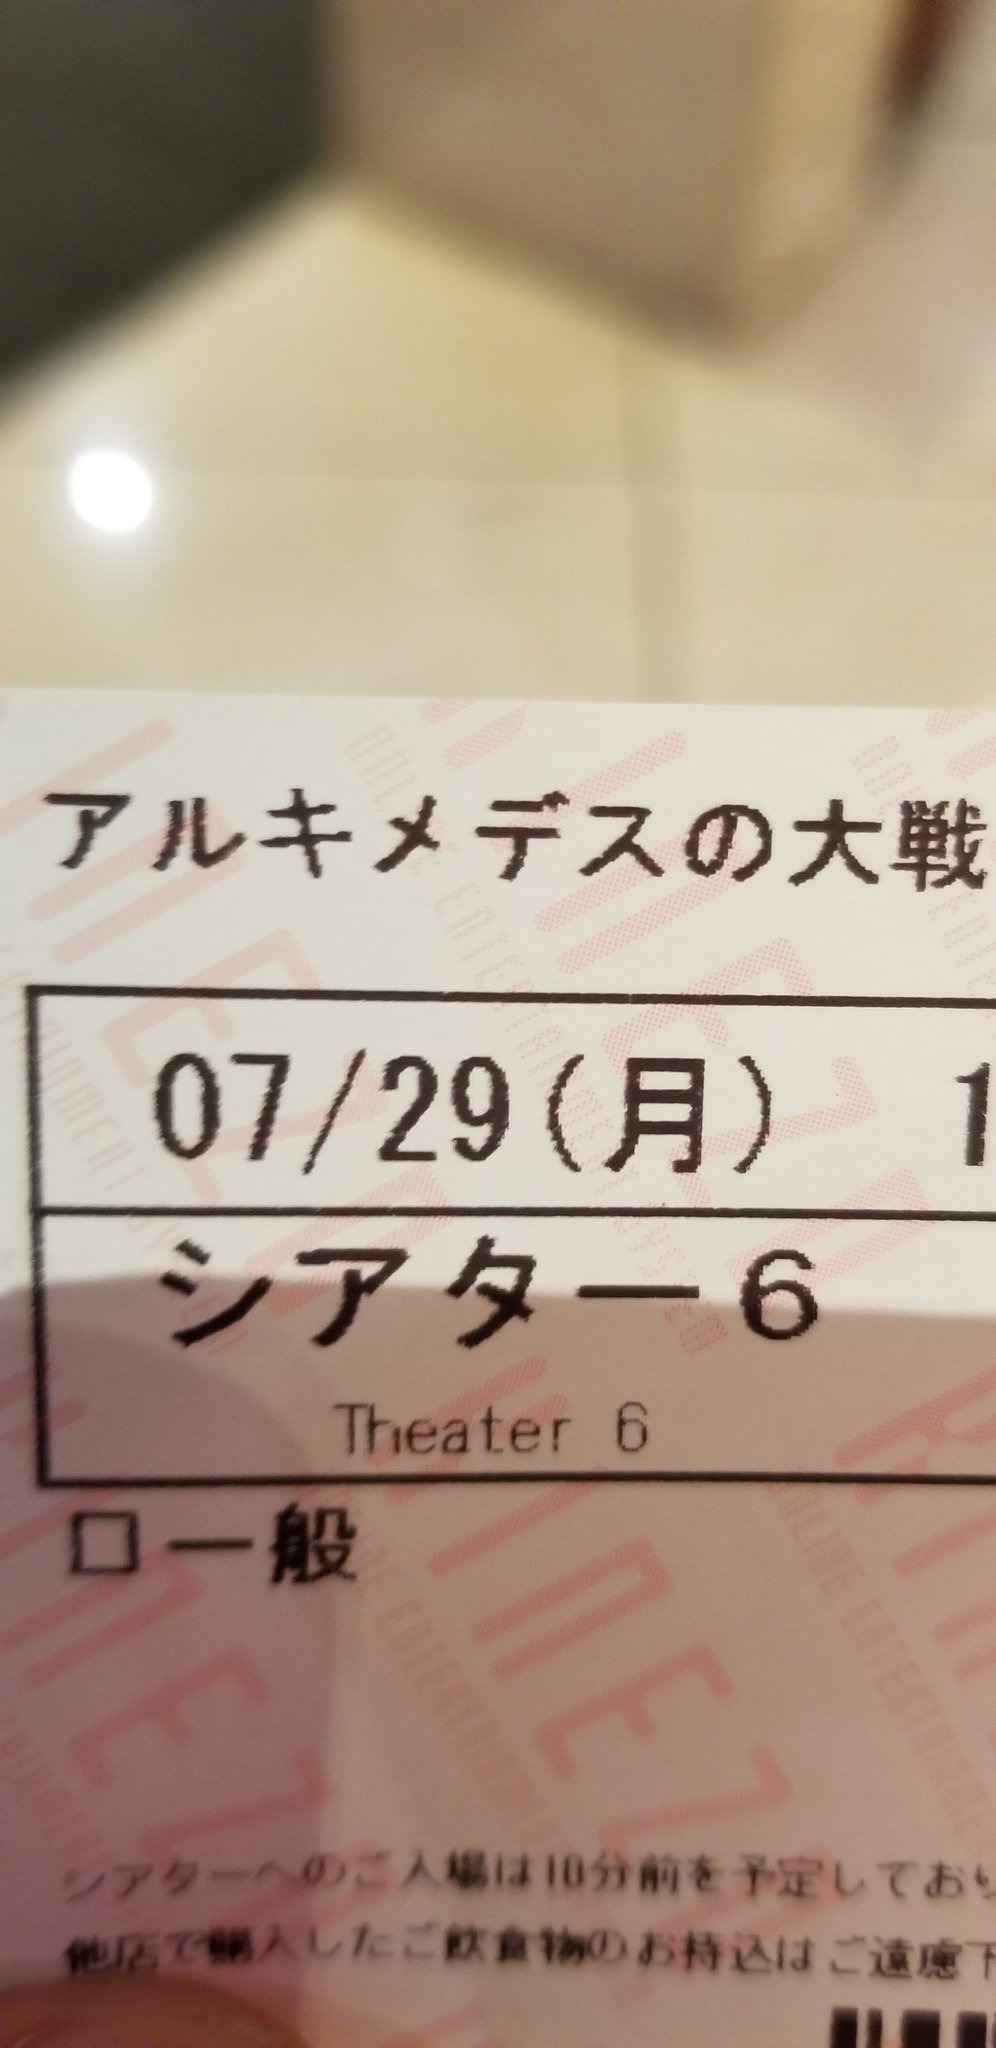 アルキメデスの大戦
07/29(月) 1
シアター6
Theater 6
□一般
シアターへのご入場は10分前を予定しており
他店で購入したご飲食物のお持込はご遠慮下